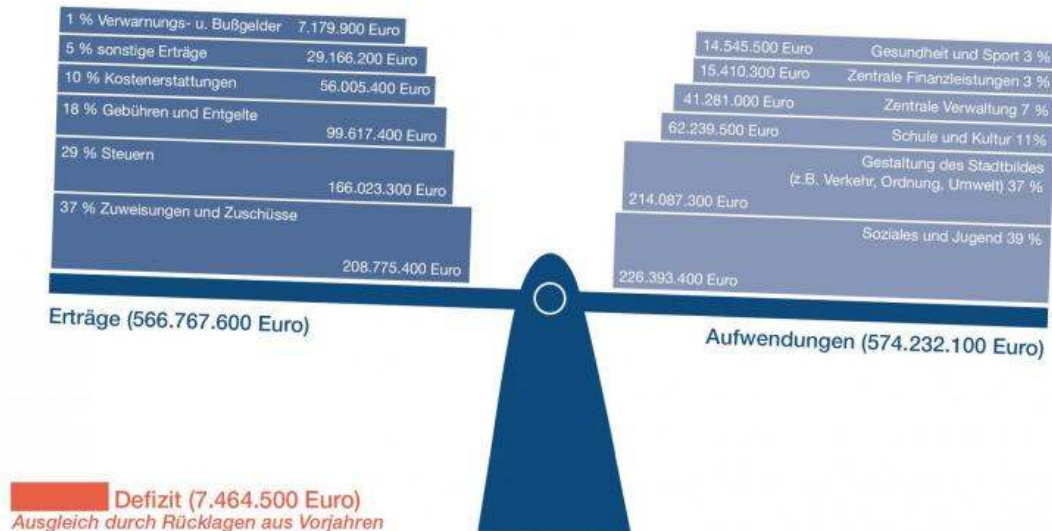 1 % Verwarnungs- u. Bußgelder 7.179.900 Euro
5 % sonstige Erträge 29.166.200 Euro
10 % Kostenerstattungen 56.005.400 Euro
18 % Gebühren und Entgelte
99.617.400 Euro
29 % Steuern
166.023.300 Euro
37 % Zuweisungen und Zuschüsse
208.775.400 Euro
Erträge (566.767.600 Euro)
14.545.500 Euro Gesundheit und Sport 3 %
15.410.300 Euro Zentrale Finanzleistungen 3 %
41.281.000 Euro Zentrale Verwaltung 7 %
62.239.500 Euro Schule und Kultur 11%
Gestaltung des Stadtbildes
(z.B. Verkehr, Ordnung, Umwelt) 37 %
214.087.300 Euro
Soziales und Jugend 39 %
226.393.400 Euro
Aufwendungen (574.232.100 Euro)
Defizit (7.464.500 Euro)
Ausgleich durch Rücklagen aus Vorjahren